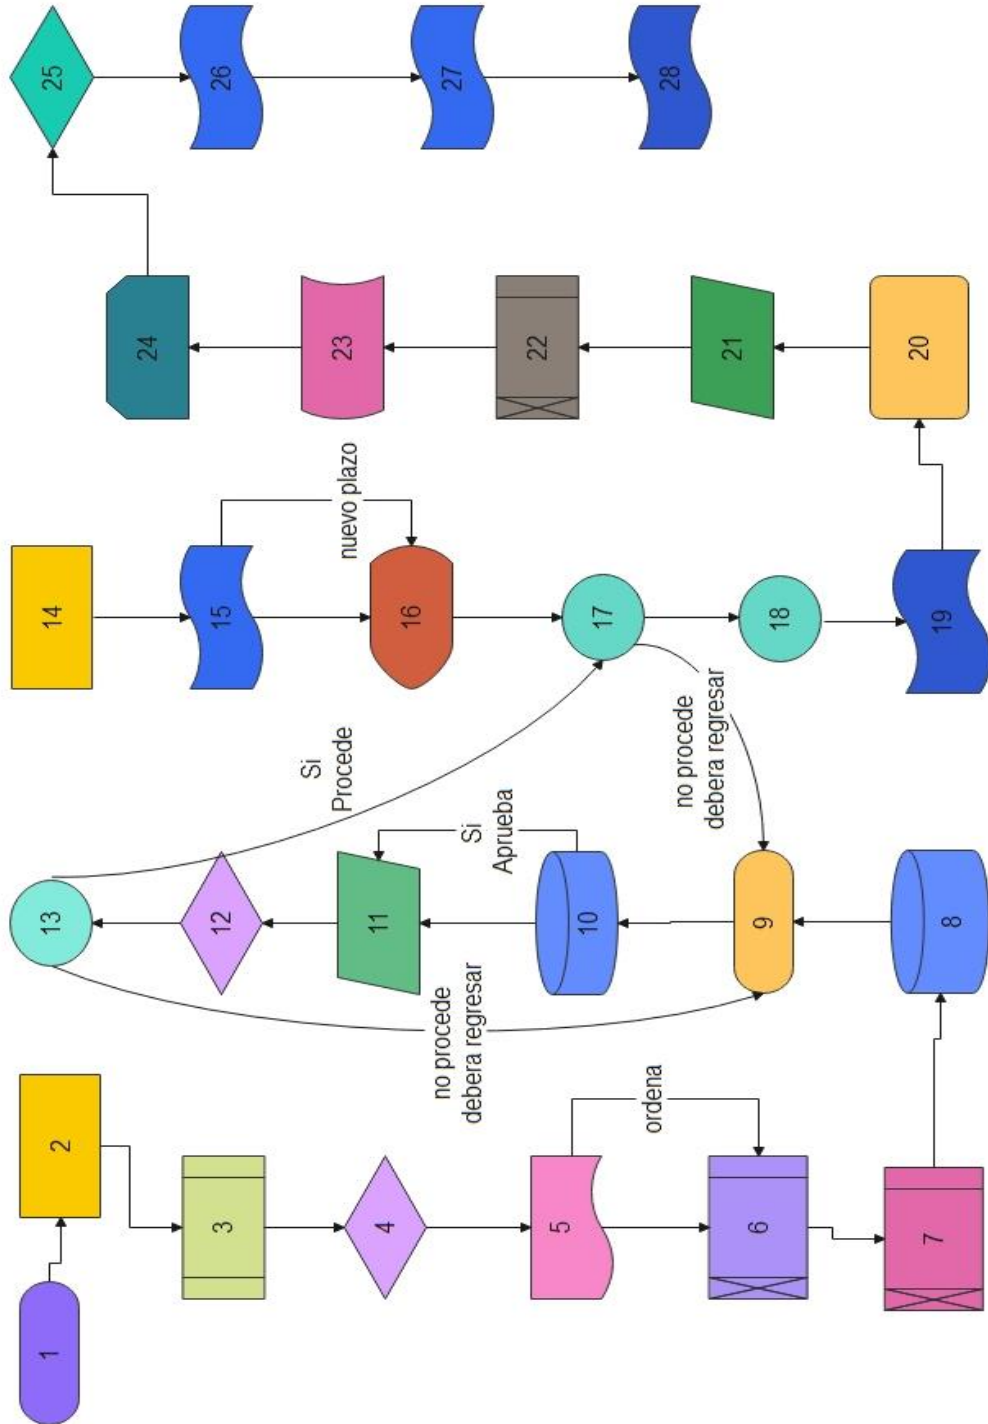 1
2
3
4
5
ordena
6
7
8
9
10
Si
Aprueba
11
12
13
no procede
debera regresar
Si
Procede
14
15
nuevo plazo
16
17
no procede
debera regresar
18
19
20
21
22
23
24
25
26
27
28